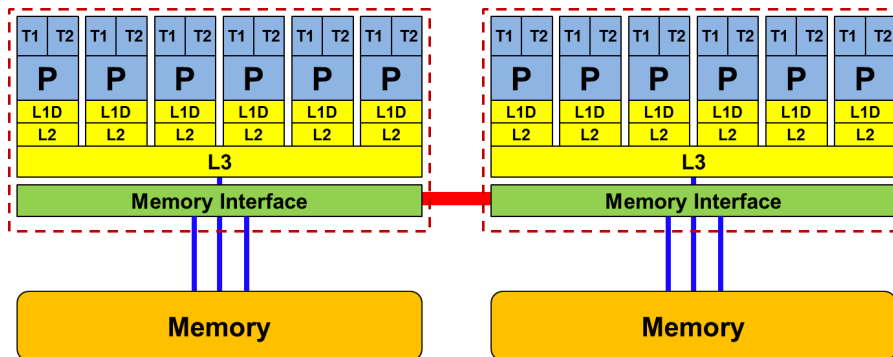 T1 T2 T1 T2 T1 T2 T1 T2 T1 T2 T1 T2 T1 T2 T1 T2 T1 T2 T1 T2 T1 T2 T1 T2
P P P P P P P P P P P P
L1D L1D L1D L1D L1D L1D L1D L1D L1D L1D L1D L1D
L2 L2 L2 L2 L2 L2 L2 L2 L2 L2 L2 L2
L3 L3
Memory Interface Memory Interface
Memory Memory